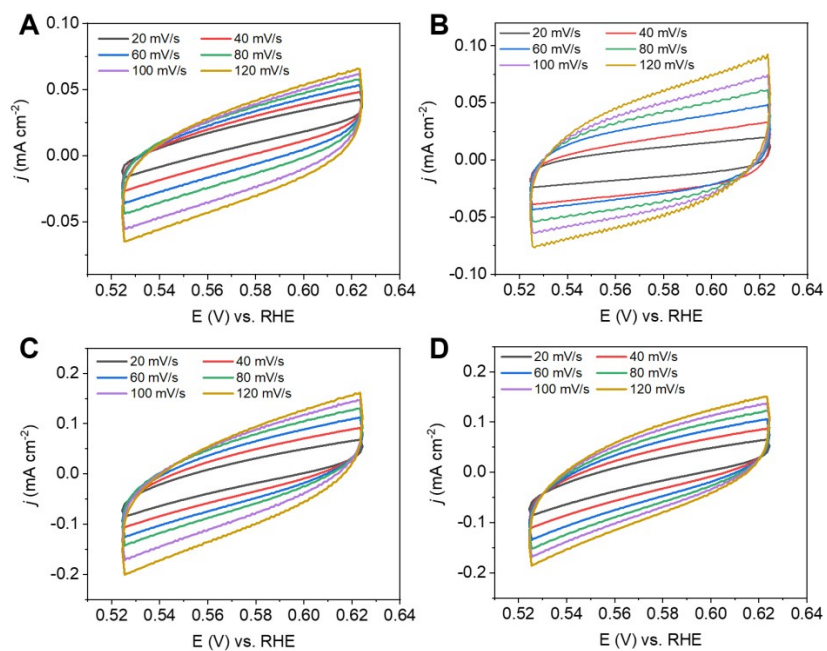 A
20 mV/s 40 mV/s
60 mV/s 80 mV/s
100 mV/s 120 mV/s
0.10
0.05
0.00
-0.05
j (mA cm⁻²)
0.52 0.54 0.56 0.58 0.60 0.62 0.64
E (V) vs. RHE
B
20 mV/s 40 mV/s
60 mV/s 80 mV/s
100 mV/s 120 mV/s
0.10
0.05
0.00
-0.05
-0.10
j (mA cm⁻²)
0.52 0.54 0.56 0.58 0.60 0.62 0.64
E (V) vs. RHE
C
20 mV/s 40 mV/s
60 mV/s 80 mV/s
100 mV/s 120 mV/s
0.2
0.1
0.0
-0.1
-0.2
j (mA cm⁻²)
0.52 0.54 0.56 0.58 0.60 0.62 0.64
E (V) vs. RHE
D
20 mV/s 40 mV/s
60 mV/s 80 mV/s
100 mV/s 120 mV/s
0.2
0.1
0.0
-0.1
-0.2
j (mA cm⁻²)
0.52 0.54 0.56 0.58 0.60 0.62 0.64
E (V) vs. RHE